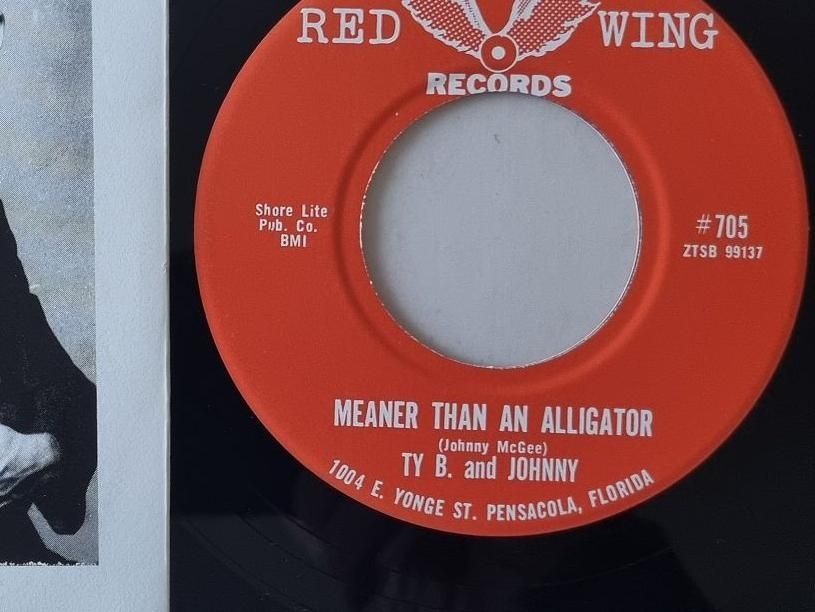 RED WING
RECORDS
Shore Lite
Pub. Co.
BMI
#705
ZTSB 99137
MEANER THAN AN ALLIGATOR
(Johnny McGee)
TY B. and JOHNNY
1004 E. YONGE ST. PENSACOLA, FLORIDA